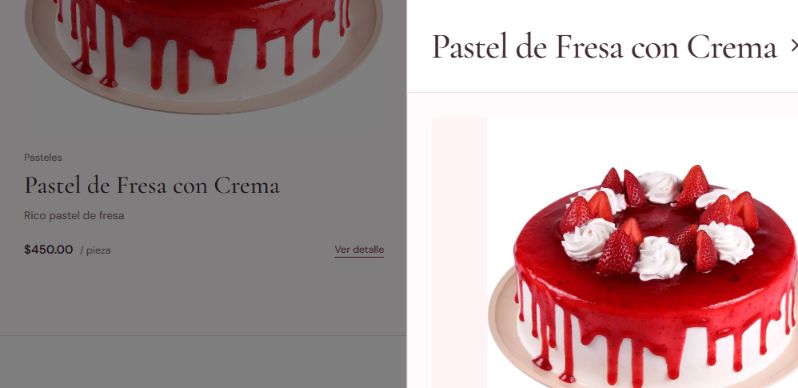 Pasteles
Pastel de Fresa con Crema
Rico pastel de fresa
$450.00 / pieza
Ver detalle
Pastel de Fresa con Crema